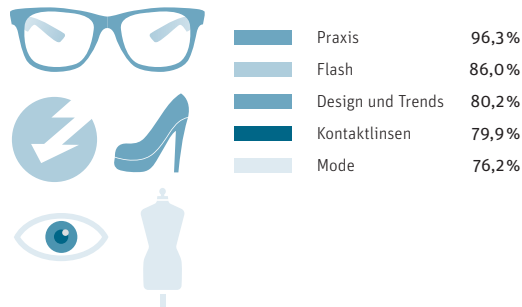 Praxis 96,3 %
Flash 86,0 %
Design und Trends 80,2 %
Kontaktlinsen 79,9 %
Mode 76,2 %